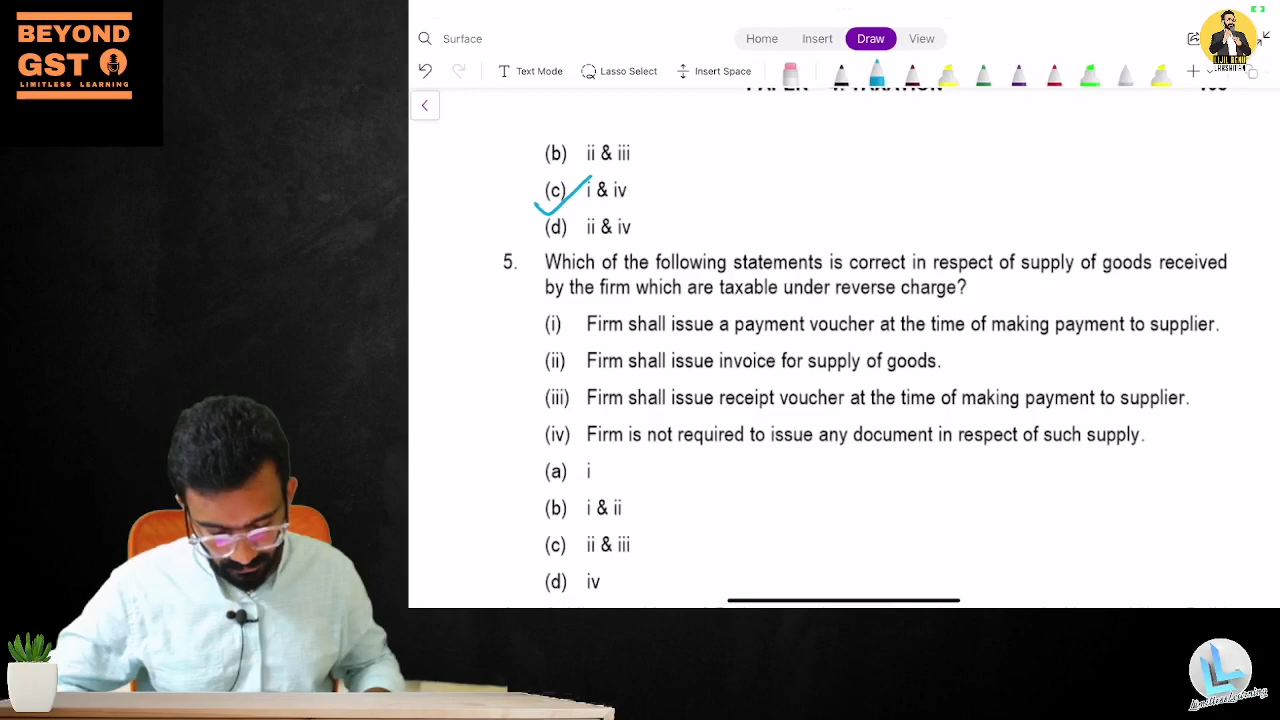 BEYOND
GST
LIMITLESS LEARNING
Surface
Home Insert Draw View
Text Mode Lasso Select Insert Space
(b) ii & iii
(c) i & iv
(d) ii & iv
5. Which of the following statements is correct in respect of supply of goods received
by the firm which are taxable under reverse charge?
(i) Firm shall issue a payment voucher at the time of making payment to supplier.
(ii) Firm shall issue invoice for supply of goods.
(iii) Firm shall issue receipt voucher at the time of making payment to supplier.
(iv) Firm is not required to issue any document in respect of such supply.
(a) i
(b) i & ii
(c) ii & iii
(d) iv
Limitless Learning